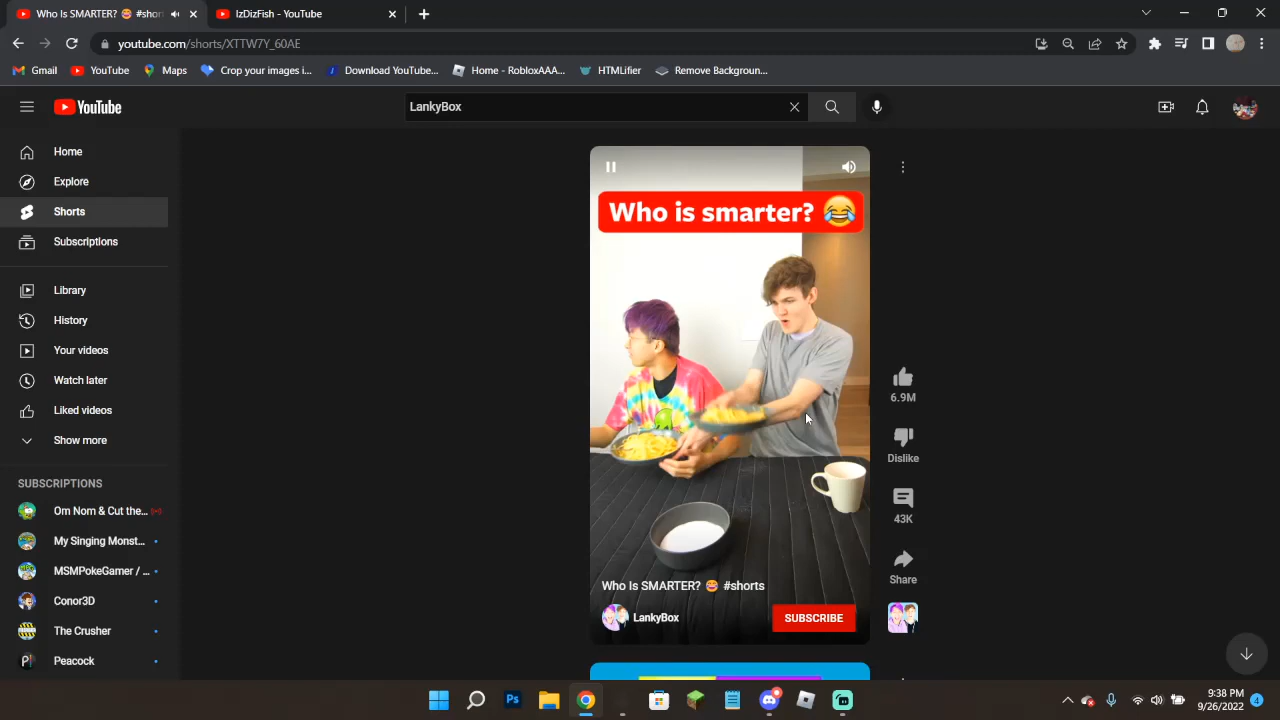 Who Is SMARTER? 😂 #shor
IzDizFish - YouTube
youtube.com/shorts/XTTW7Y_60AE
Gmail
YouTube
Maps
Crop your images i...
Download YouTube...
Home - RobloxAAA...
HTMLifier
Remove Backgroun...
YouTube
LankyBox
Home
Explore
Shorts
Subscriptions
Library
History
Your videos
Watch later
Liked videos
Show more
SUBSCRIPTIONS
Om Nom & Cut the...
My Singing Monst...
MSMPokeGamer / ...
Conor3D
The Crusher
Peacock
Who is smarter? 😂
6.9M
Dislike
43K
Share
Who Is SMARTER? 😂 #shorts
LankyBox
SUBSCRIBE
Ps
9:38 PM
9/26/2022
4